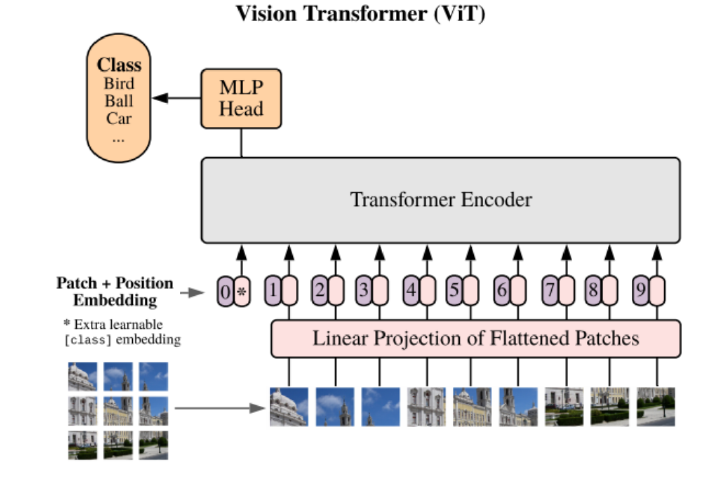 Vision Transformer (ViT)
Class
Bird
Ball
Car
...
MLP
Head
Transformer Encoder
Patch + Position
Embedding
0 * 1 2 3 4 5 6 7 8 9
* Extra learnable
[class] embedding
Linear Projection of Flattened Patches